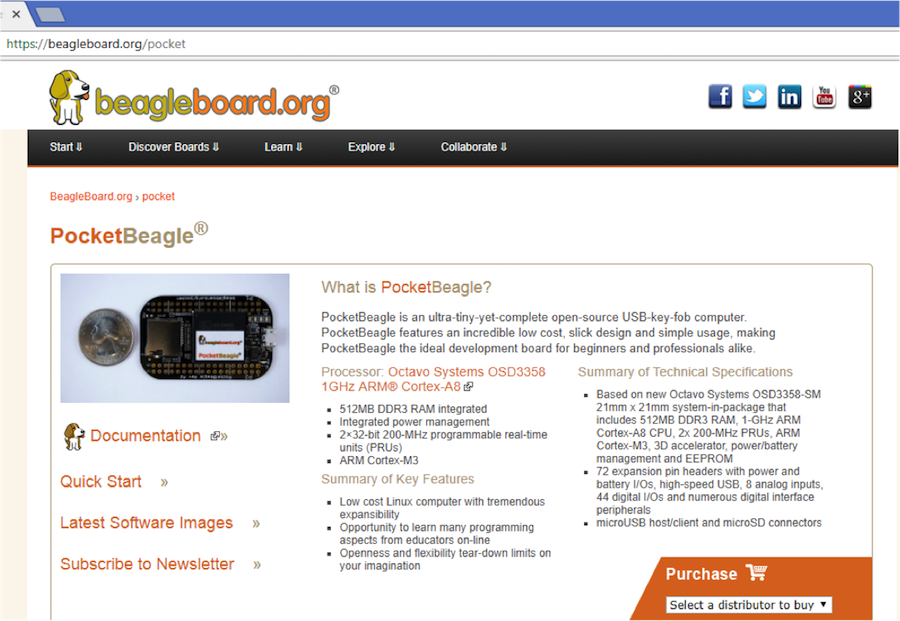 https://beagleboard.org/pocket
beagleboard.org®
Start ⇓ Discover Boards ⇓ Learn ⇓ Explore ⇓ Collaborate ⇓
BeagleBoard.org › pocket
PocketBeagle®
What is PocketBeagle?
PocketBeagle is an ultra-tiny-yet-complete open-source USB-key-fob computer.
PocketBeagle features an incredible low cost, slick design and simple usage, making
PocketBeagle the ideal development board for beginners and professionals alike.
Processor: Octavo Systems OSD3358
1GHz ARM® Cortex-A8
512MB DDR3 RAM integrated
Integrated power management
2×32-bit 200-MHz programmable real-time
units (PRUs)
ARM Cortex-M3
Summary of Key Features
Low cost Linux computer with tremendous
expansibility
Opportunity to learn many programming
aspects from educators on-line
Openness and flexibility tear-down limits on
your imagination
Summary of Technical Specifications
Based on new Octavo Systems OSD3358-SM
21mm x 21mm system-in-package that
includes 512MB DDR3 RAM, 1-GHz ARM
Cortex-A8 CPU, 2x 200-MHz PRUs, ARM
Cortex-M3, 3D accelerator, power/battery
management and EEPROM
72 expansion pin headers with power and
battery I/Os, high-speed USB, 8 analog inputs,
44 digital I/Os and numerous digital interface
peripherals
microUSB host/client and microSD connectors
beagleboard.org
PocketBeagle
Documentation »
Quick Start »
Latest Software Images »
Subscribe to Newsletter »
Purchase
Select a distributor to buy ▼
f
in
You
Tube
g+